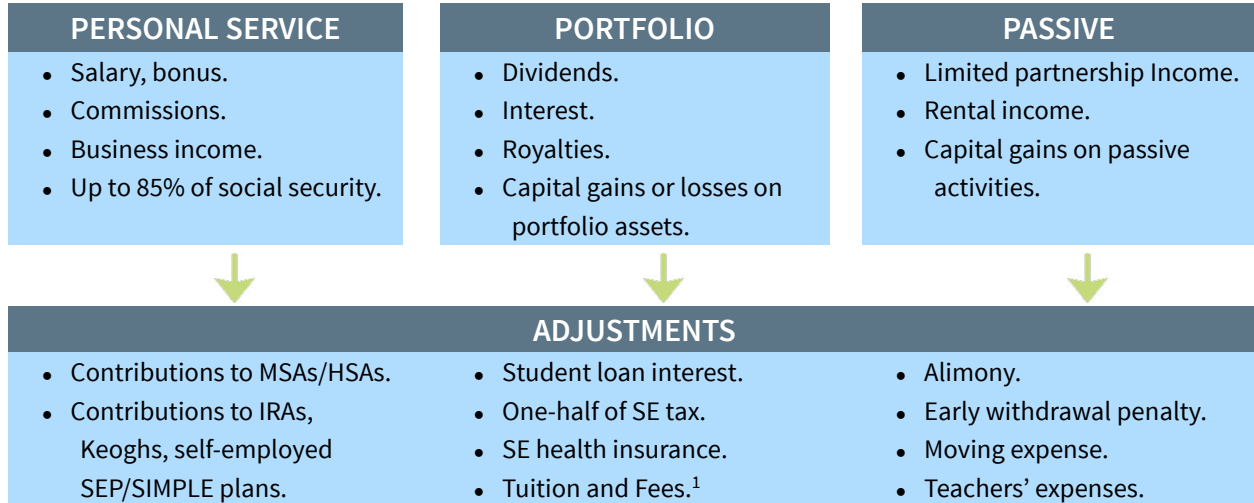 PERSONAL SERVICE
• Salary, bonus.
• Commissions.
• Business income.
• Up to 85% of social security.
PORTFOLIO
• Dividends.
• Interest.
• Royalties.
• Capital gains or losses on
portfolio assets.
PASSIVE
• Limited partnership Income.
• Rental income.
• Capital gains on passive
activities.
ADJUSTMENTS
• Contributions to MSAs/HSAs.
• Contributions to IRAs,
Keoghs, self-employed
SEP/SIMPLE plans.
• Student loan interest.
• One-half of SE tax.
• SE health insurance.
• Tuition and Fees.¹
• Alimony.
• Early withdrawal penalty.
• Moving expense.
• Teachers’ expenses.